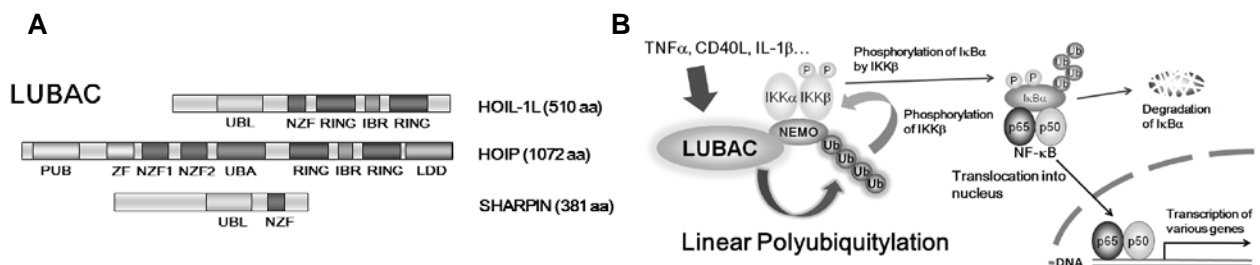 A
LUBAC
HOIL-1L (510 aa)
UBL NZF RING IBR RING
HOIP (1072 aa)
PUB ZF NZF1 NZF2 UBA RING IBR RING LDD
SHARPIN (381 aa)
UBL NZF
B
TNFα, CD40L, IL-1β...
Phosphorylation of IκBα
by IKKβ
P P
IKKα IKKβ
NEMO
LUBAC
Ub
Ub
Ub
Ub
Phosphorylation
of IKKβ
Linear Polyubiquitylation
Ub
Ub
Ub
Ub
Ub
P P
IκBα
p65 p50
NF-κB
Degradation
of IκBα
Translocation into
nucleus
p65 p50
Transcription of
various genes
DNA